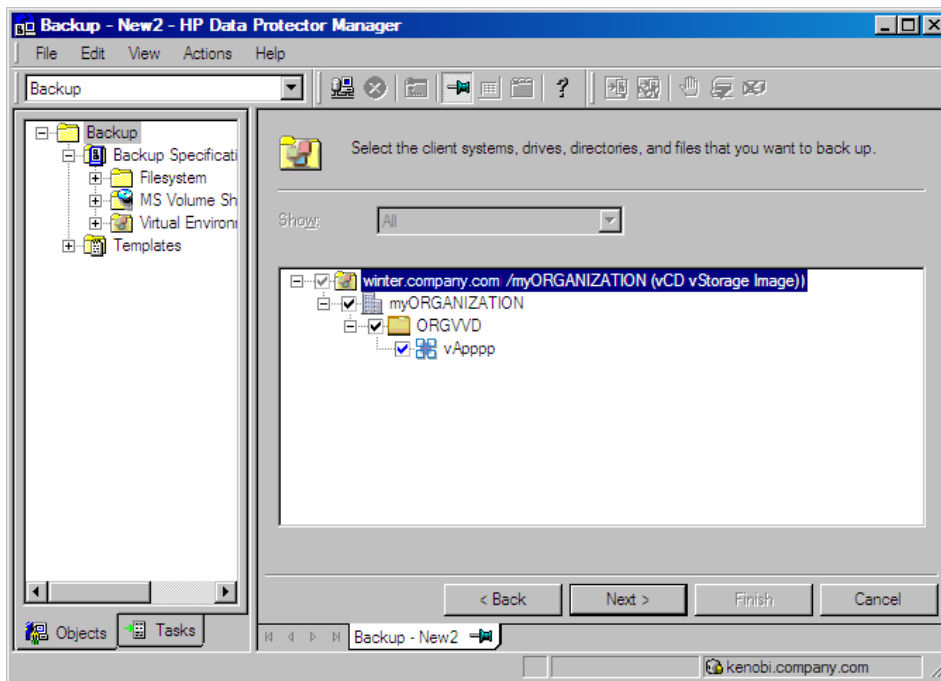 Backup - New2 - HP Data Protector Manager
File Edit View Actions Help
Backup
Backup
Backup Specificati
Filesystem
MS Volume Sh
Virtual Environ
Templates
Objects
Tasks
Select the client systems, drives, directories, and files that you want to back up.
Show:
All
winter.company.com /myORGANIZATION (vCD vStorage Image))
myORGANIZATION
ORGVVD
vApppp
< Back
Next >
Finish
Cancel
Backup - New2
kenobi.company.com